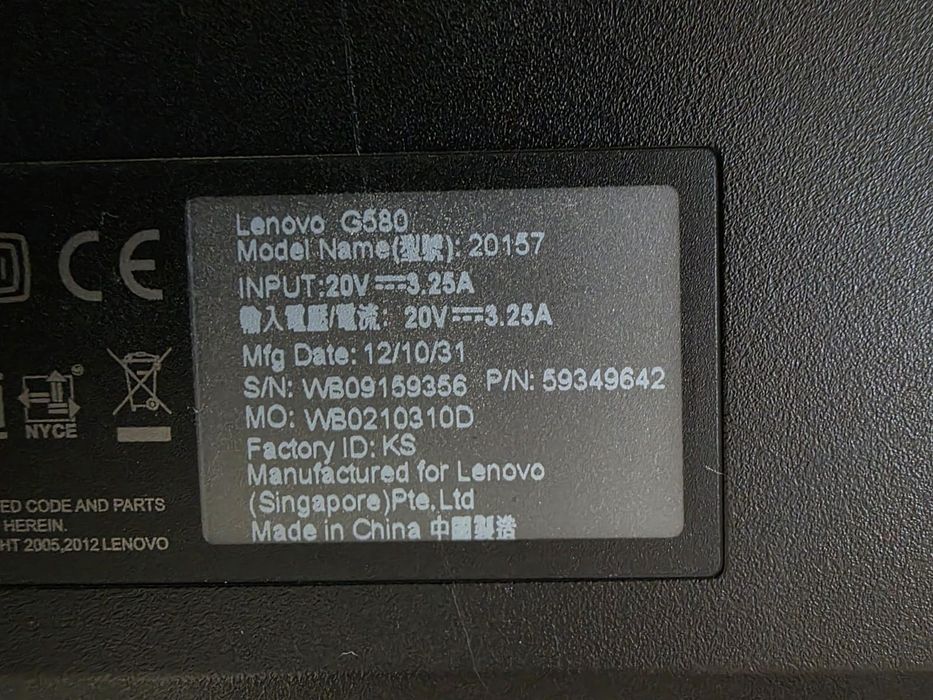 Lenovo G580
Model Name(型號): 20157
INPUT:20V⎓3.25A
輸入電壓/電流: 20V⎓3.25A
Mfg Date: 12/10/31
S/N: WB09159356 P/N: 59349642
MO: WB0210310D
Factory ID: KS
Manufactured for Lenovo
(Singapore)Pte.Ltd
Made in China 中國製造
CE
NYCE
ED CODE AND PARTS
HEREIN.
HT 2005,2012 LENOVO